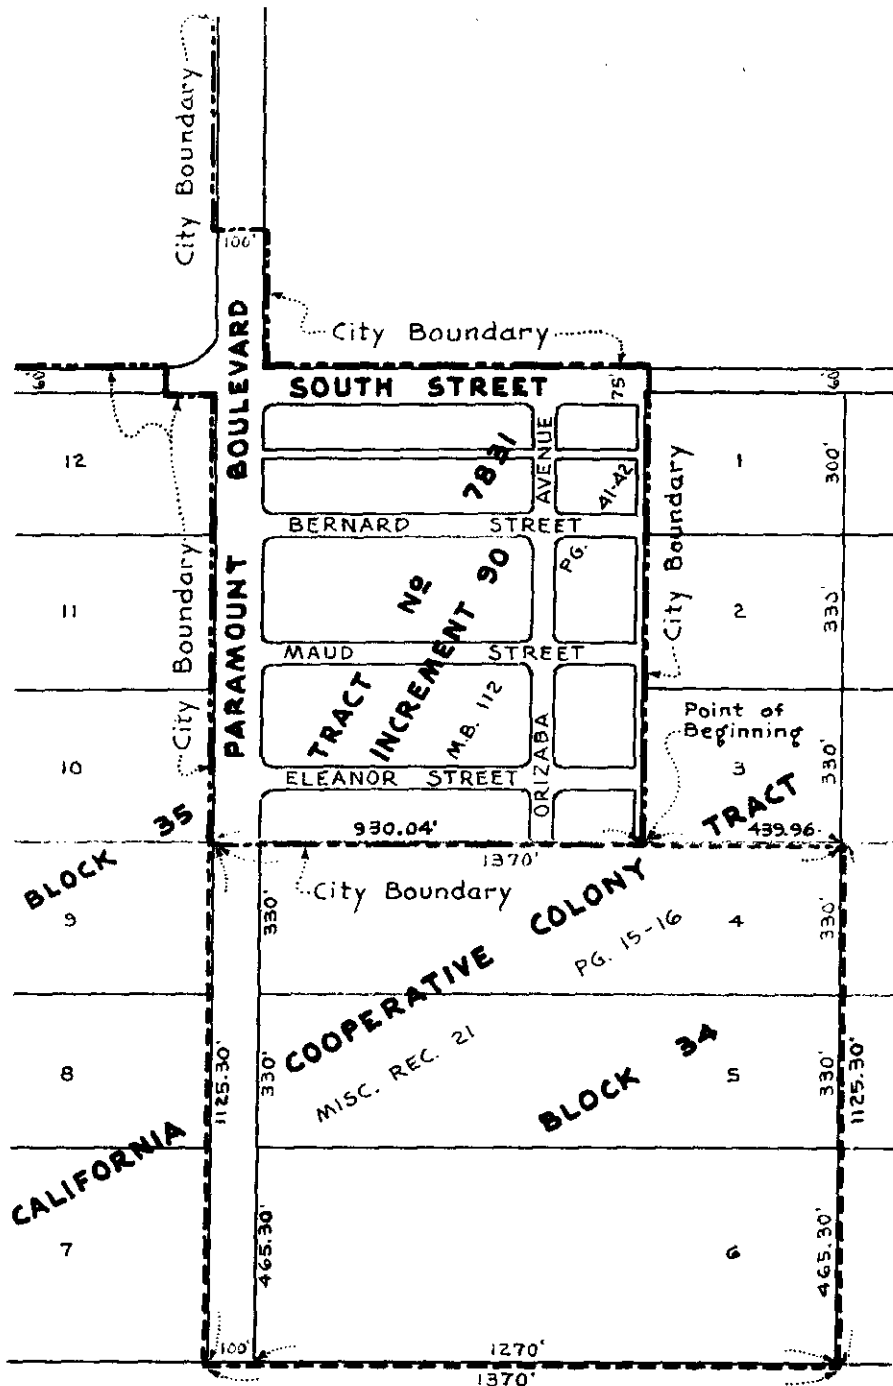 City Boundary
100'
City Boundary
60'
BOULEVARD
SOUTH STREET
75'
60'
12
7831
AVENUE
41-42
1
300'
BERNARD STREET
City Boundary
11
PARAMOUNT
TRACT No
INCREMENT 90
PG.
City Boundary
2
330'
MAUD STREET
M.B. 112
Point of
Beginning
10
ELEANOR STREET
ORIZABA
3
330'
BLOCK 35
930.04'
439.96
1370'
City Boundary
CALIFORNIA COOPERATIVE COLONY TRACT
9
330'
PG. 15-16
4
330'
MISC. REC. 21
BLOCK 34
8
1125.30'
330'
5
330'
1125.30'
7
465.30'
6
465.30'
100'
1270'
1370'